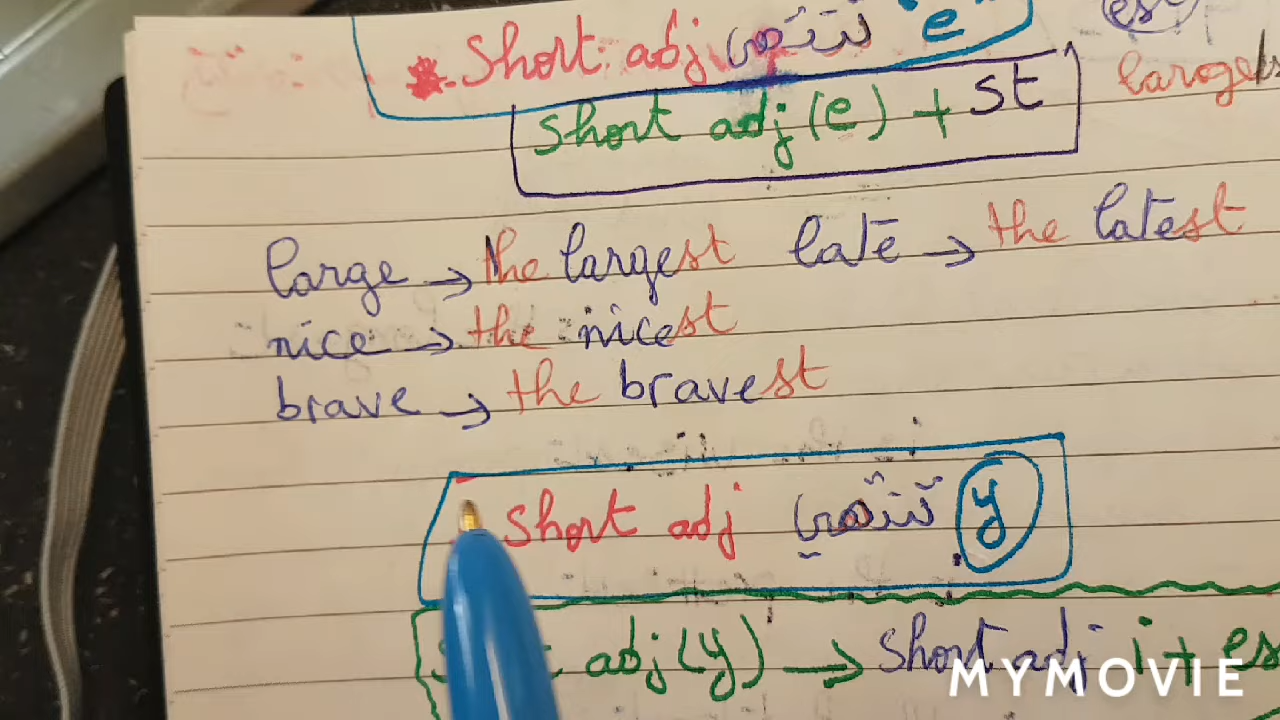 * Short adj تنتهي ب "e"
short adj (e) + st
larges
large → the largest late → the latest
nice → the nicest
brave → the bravest
short adj تنتهي ب y
adj (y) → short adj i + es
MYMOVIE